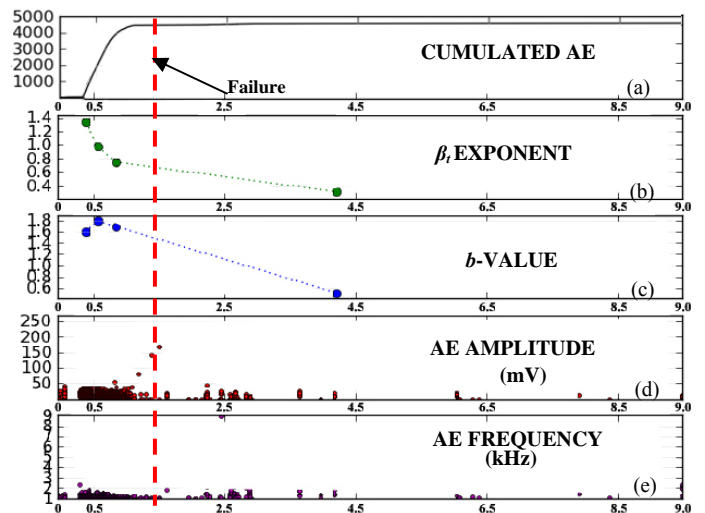 5000
4000
3000
2000
1000
CUMULATED AE
Failure
(a)
0 0.5 2.5 4.5 6.5 8.5 9.0
1.4
1.2
1.0
0.8
0.6
0.4
βt EXPONENT
(b)
0 0.5 2.5 4.5 6.5 8.5 9.0
1.8
1.6
1.4
1.2
1.0
0.8
0.6
b-VALUE
(c)
0 0.5 2.5 4.5 6.5 8.5 9.0
250
200
150
100
50
AE AMPLITUDE
(mV)
(d)
0 0.5 2.5 4.5 6.5 8.5 9.0
9
8
7
6
5
4
3
2
1
AE FREQUENCY
(kHz)
(e)
0 0.5 2.5 4.5 6.5 8.5 9.0